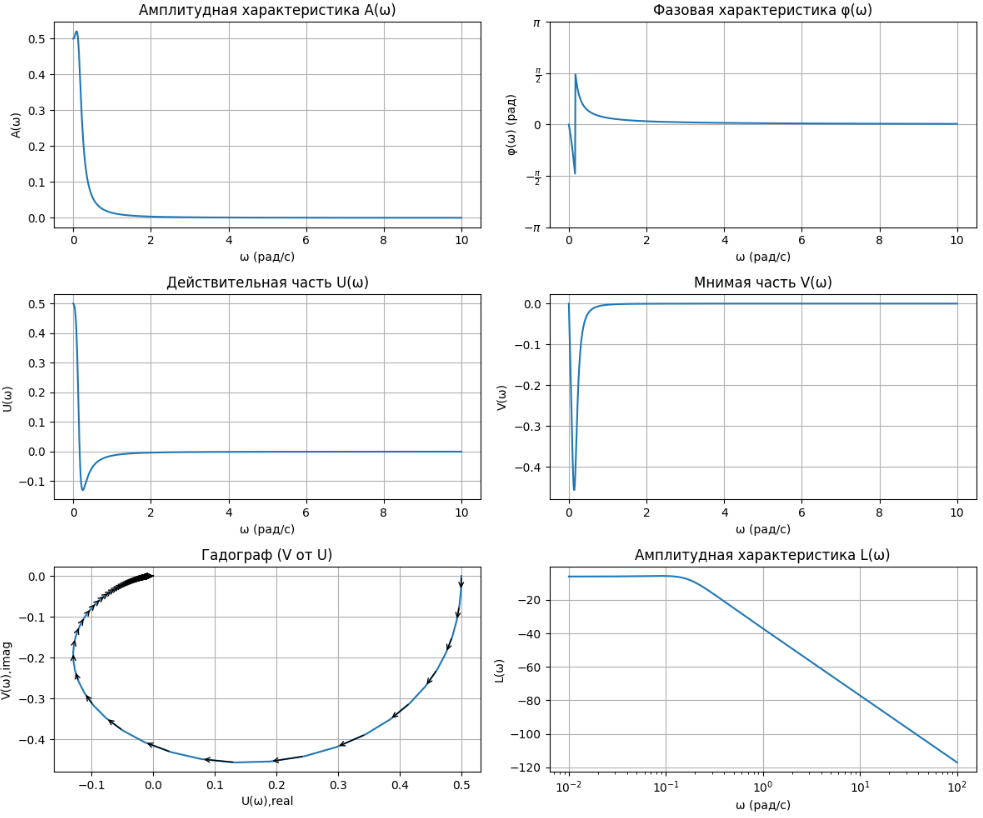 Амплитудная характеристика A(ω)
A(ω)
0.5
0.4
0.3
0.2
0.1
0.0
0 2 4 6 8 10
ω (рад/с)
Фазовая характеристика φ(ω)
φ(ω) (рад)
π
π/2
0
−π/2
−π
0 2 4 6 8 10
ω (рад/с)
Действительная часть U(ω)
U(ω)
0.5
0.4
0.3
0.2
0.1
0.0
−0.1
0 2 4 6 8 10
ω (рад/с)
Мнимая часть V(ω)
V(ω)
0.0
−0.1
−0.2
−0.3
−0.4
0 2 4 6 8 10
ω (рад/с)
Гадограф (V от U)
V(ω),imag
0.0
−0.1
−0.2
−0.3
−0.4
−0.1 0.0 0.1 0.2 0.3 0.4 0.5
U(ω),real
Амплитудная характеристика L(ω)
L(ω)
−20
−40
−60
−80
−100
−120
10⁻² 10⁻¹ 10⁰ 10¹ 10²
ω (рад/с)